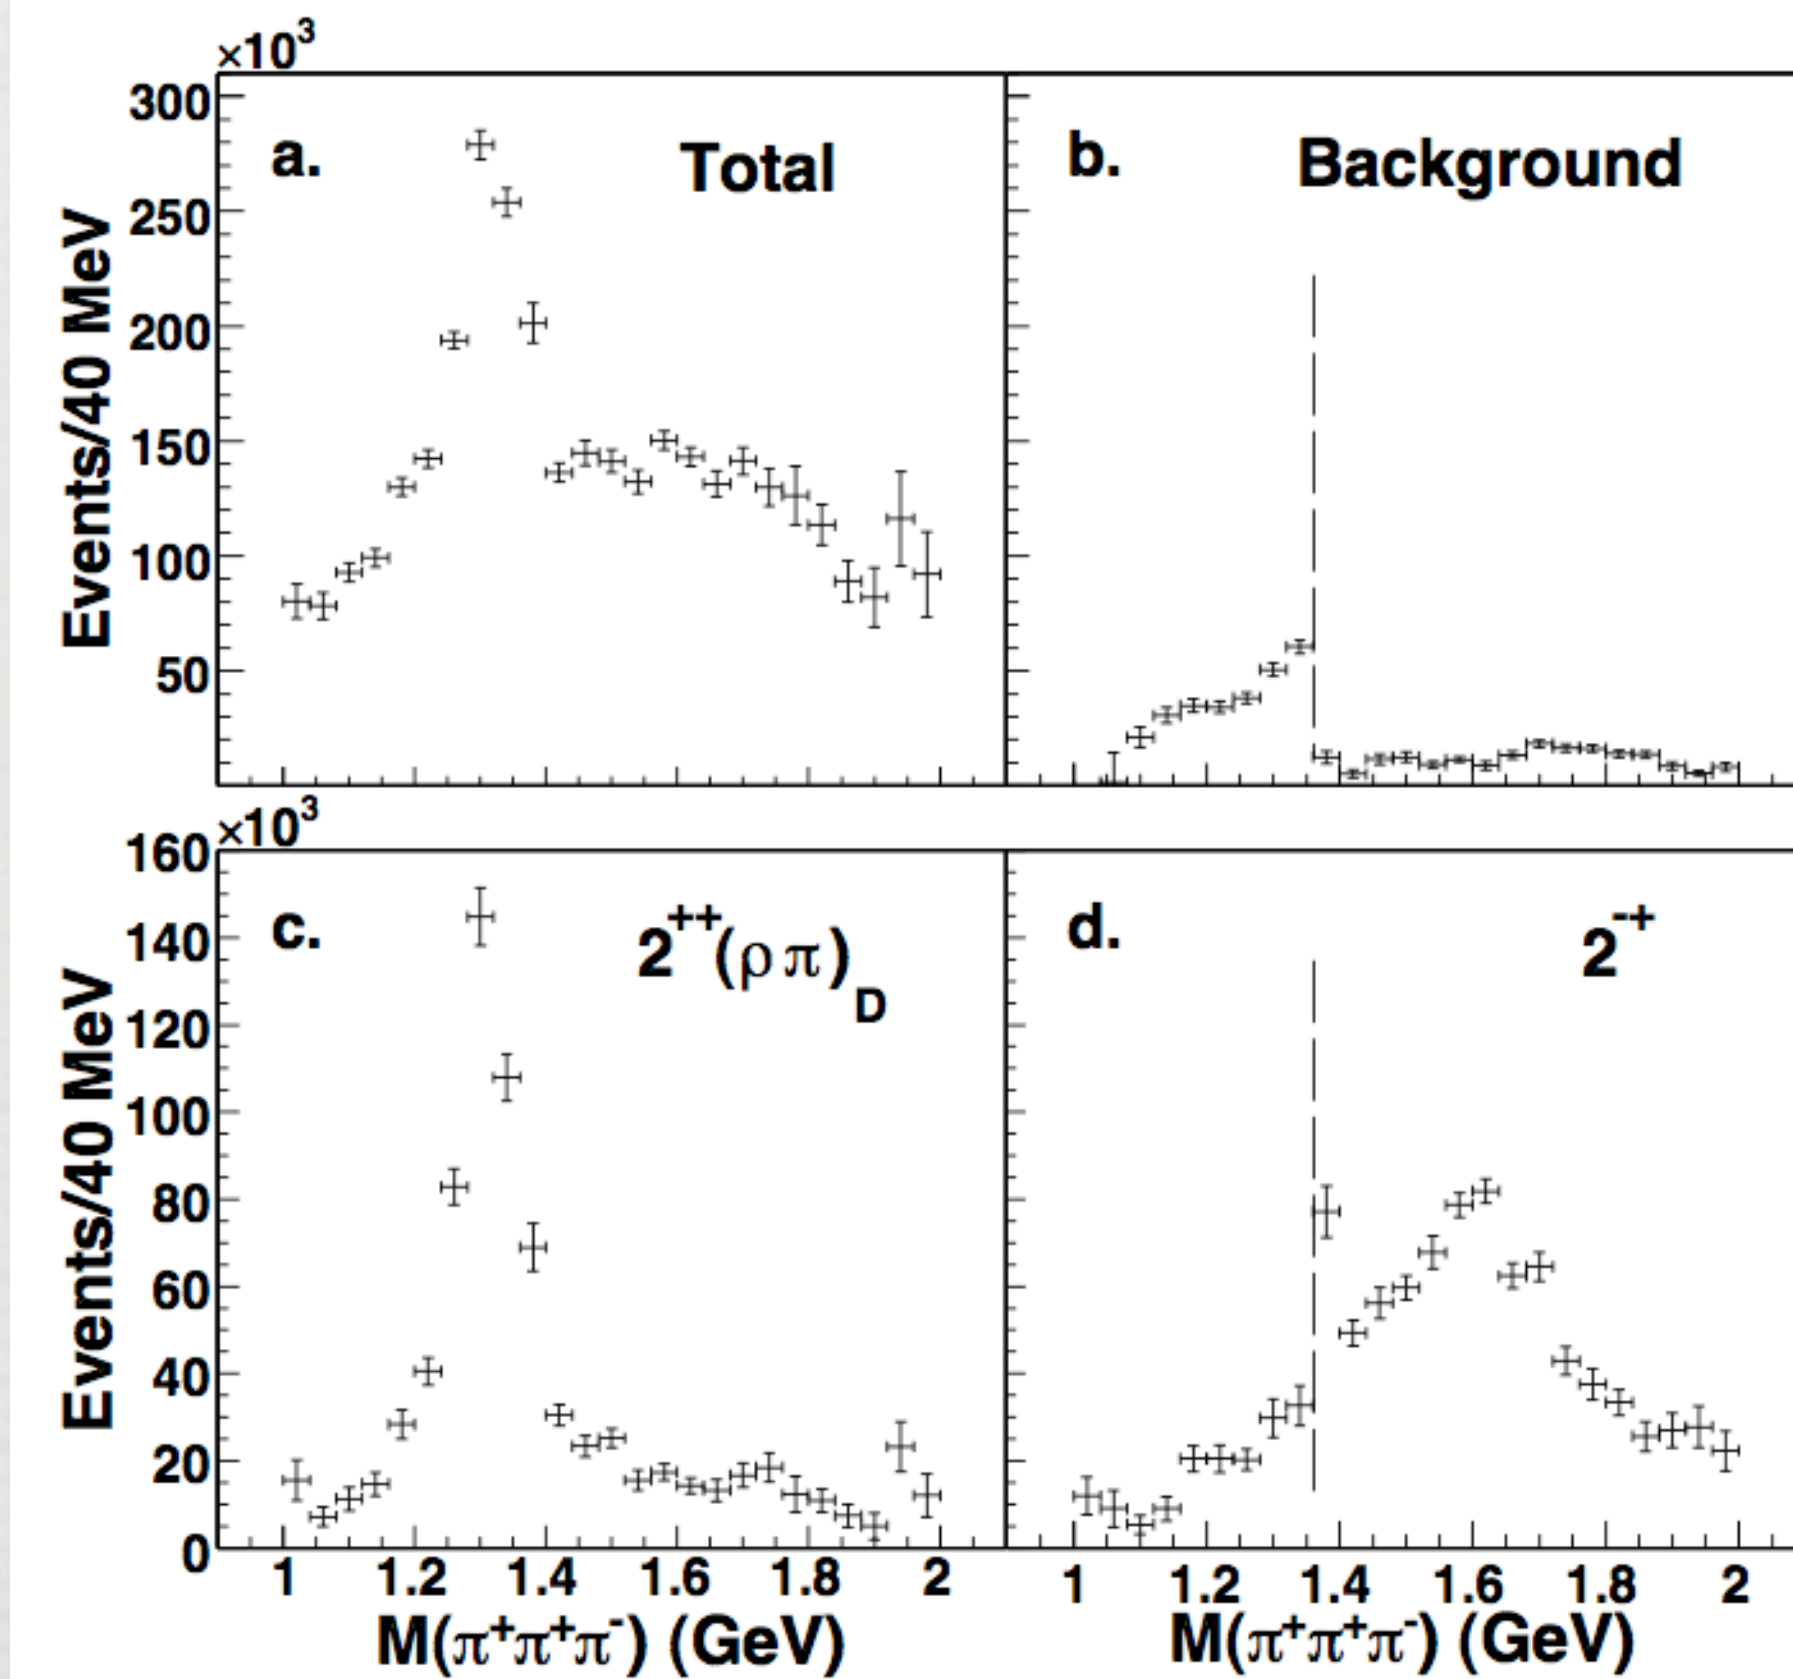 ×10³
300
250
200
150
100
50
Events/40 MeV
a.
Total
b.
Background
×10³
160
140
120
100
80
60
40
20
0
Events/40 MeV
c.
2⁺⁺(ρπ)_D
d.
2⁻⁺
1 1.2 1.4 1.6 1.8 2
M(π⁺π⁺π⁻) (GeV)
1 1.2 1.4 1.6 1.8 2
M(π⁺π⁺π⁻) (GeV)